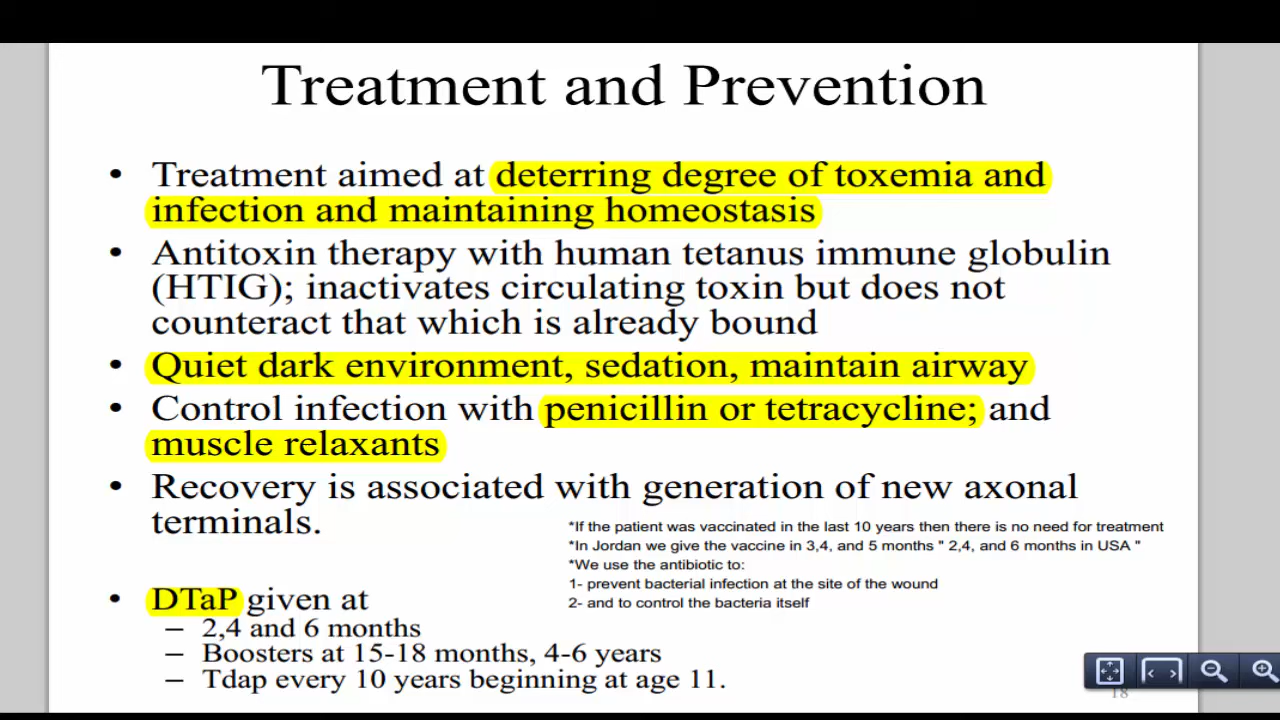 Treatment and Prevention
• Treatment aimed at deterring degree of toxemia and
infection and maintaining homeostasis
• Antitoxin therapy with human tetanus immune globulin
(HTIG); inactivates circulating toxin but does not
counteract that which is already bound
• Quiet dark environment, sedation, maintain airway
• Control infection with penicillin or tetracycline; and
muscle relaxants
• Recovery is associated with generation of new axonal
terminals.
*If the patient was vaccinated in the last 10 years then there is no need for treatment
*In Jordan we give the vaccine in 3,4, and 5 months " 2,4, and 6 months in USA "
*We use the antibiotic to:
1- prevent bacterial infection at the site of the wound
2- and to control the bacteria itself
• DTaP given at
– 2,4 and 6 months
– Boosters at 15-18 months, 4-6 years
– Tdap every 10 years beginning at age 11.
18